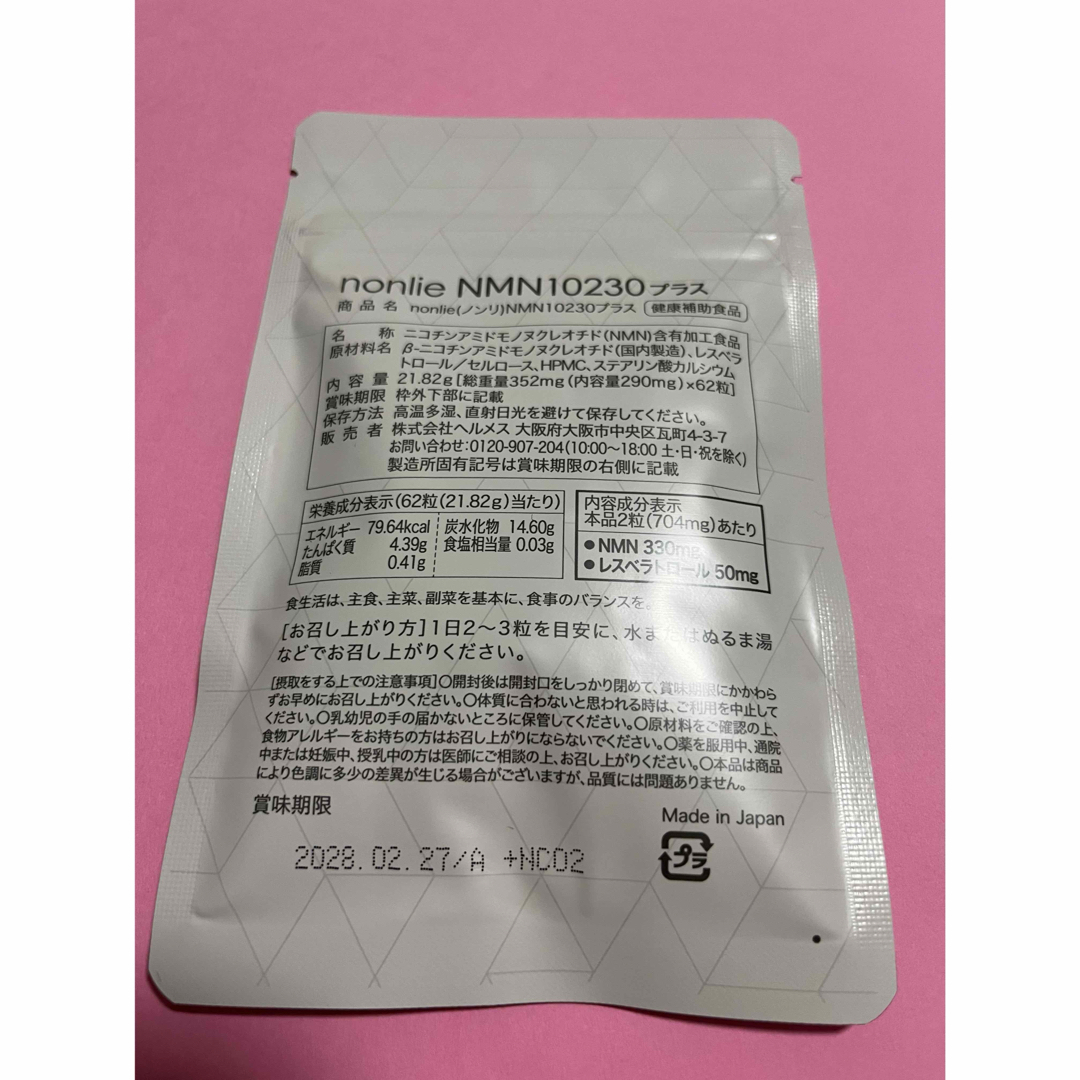 nonlie NMN10230プラス
商品名 nonlie(ノンリ)NMN10230プラス 健康補助食品
名称 ニコチンアミドモノヌクレオチド(NMN)含有加工食品
原材料名 β-ニコチンアミドモノヌクレオチド(国内製造)、レスベラ
トロール/セルロース、HPMC、ステアリン酸カルシウム
内容量 21.82g[総重量352mg(内容量290mg)×62粒]
賞味期限 枠外下部に記載
保存方法 高温多湿、直射日光を避けて保存してください。
販売者 株式会社ヘルメス 大阪府大阪市中央区瓦町4-3-7
お問い合わせ:0120-907-204(10:00〜18:00 土・日・祝を除く)
製造所固有記号は賞味期限の右側に記載
栄養成分表示(62粒(21.82g)当たり)
エネルギー 79.64kcal 炭水化物 14.60g
たんぱく質 4.39g 食塩相当量 0.03g
脂質 0.41g
内容成分表示
本品2粒(704mg)あたり
●NMN 330mg
●レスベラトロール 50mg
食生活は、主食、主菜、副菜を基本に、食事のバランスを。
[お召し上がり方]1日2〜3粒を目安に、水またはぬるま湯
などでお召し上がりください。
[摂取をする上での注意事項]○開封後は開封口をしっかり閉めて、賞味期限にかかわら
ずお早めにお召し上がりください。○体質に合わないと思われる時は、ご利用を中止して
ください。○乳幼児の手の届かないところに保管してください。○原材料をご確認の上、
食物アレルギーをお持ちの方はお召し上がりにならないでください。○薬を服用中、通院
中または妊娠中、授乳中の方は医師にご相談の上、お召し上がりください。○本品は商品
により色調に多少の差異が生じる場合がございますが、品質には問題ありません。
賞味期限
Made in Japan
2028.02.27/A +NC02
プラ